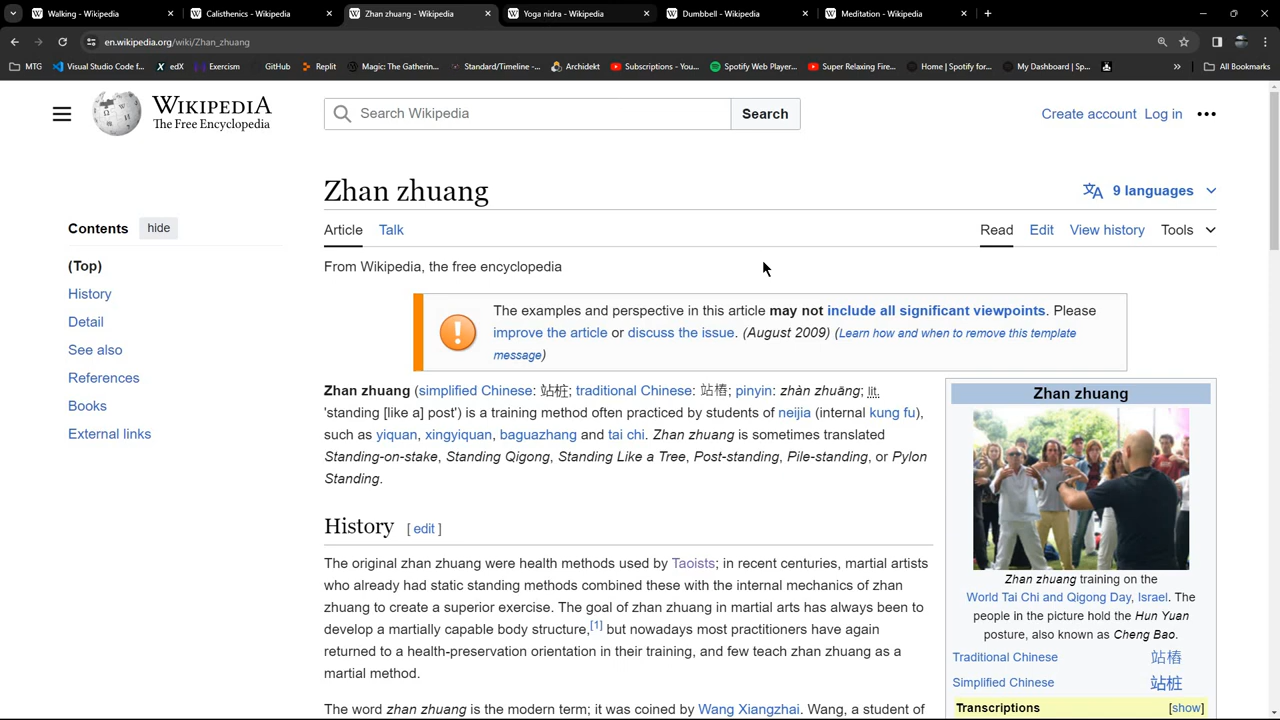 Walking - Wikipedia
Calisthenics - Wikipedia
Zhan zhuang - Wikipedia
Yoga nidra - Wikipedia
Dumbbell - Wikipedia
Meditation - Wikipedia
en.wikipedia.org/wiki/Zhan_zhuang
MTG
Visual Studio Code f...
edX
Exercism
GitHub
Replit
Magic: The Gatherin...
Standard/Timeline -...
Archidekt
Subscriptions - You...
Spotify Web Player...
Super Relaxing Fire...
Home | Spotify for...
My Dashboard | Sp...
All Bookmarks
WIKIPEDIA
The Free Encyclopedia
Search Wikipedia
Search
Create account Log in
Zhan zhuang
9 languages
Contents hide
Article Talk
Read Edit View history Tools
(Top)
History
Detail
See also
References
Books
External links
From Wikipedia, the free encyclopedia
The examples and perspective in this article may not include all significant viewpoints. Please
improve the article or discuss the issue. (August 2009) (Learn how and when to remove this template
message)
Zhan zhuang (simplified Chinese: 站桩; traditional Chinese: 站樁; pinyin: zhàn zhuāng; lit.
'standing [like a] post') is a training method often practiced by students of neijia (internal kung fu),
such as yiquan, xingyiquan, baguazhang and tai chi. Zhan zhuang is sometimes translated
Standing-on-stake, Standing Qigong, Standing Like a Tree, Post-standing, Pile-standing, or Pylon
Standing.
History [ edit ]
The original zhan zhuang were health methods used by Taoists; in recent centuries, martial artists
who already had static standing methods combined these with the internal mechanics of zhan
zhuang to create a superior exercise. The goal of zhan zhuang in martial arts has always been to
develop a martially capable body structure,[1] but nowadays most practitioners have again
returned to a health-preservation orientation in their training, and few teach zhan zhuang as a
martial method.
The word zhan zhuang is the modern term; it was coined by Wang Xiangzhai. Wang, a student of
Zhan zhuang
Zhan zhuang training on the
World Tai Chi and Qigong Day, Israel. The
people in the picture hold the Hun Yuan
posture, also known as Cheng Bao.
Traditional Chinese 站樁
Simplified Chinese 站桩
Transcriptions [show]